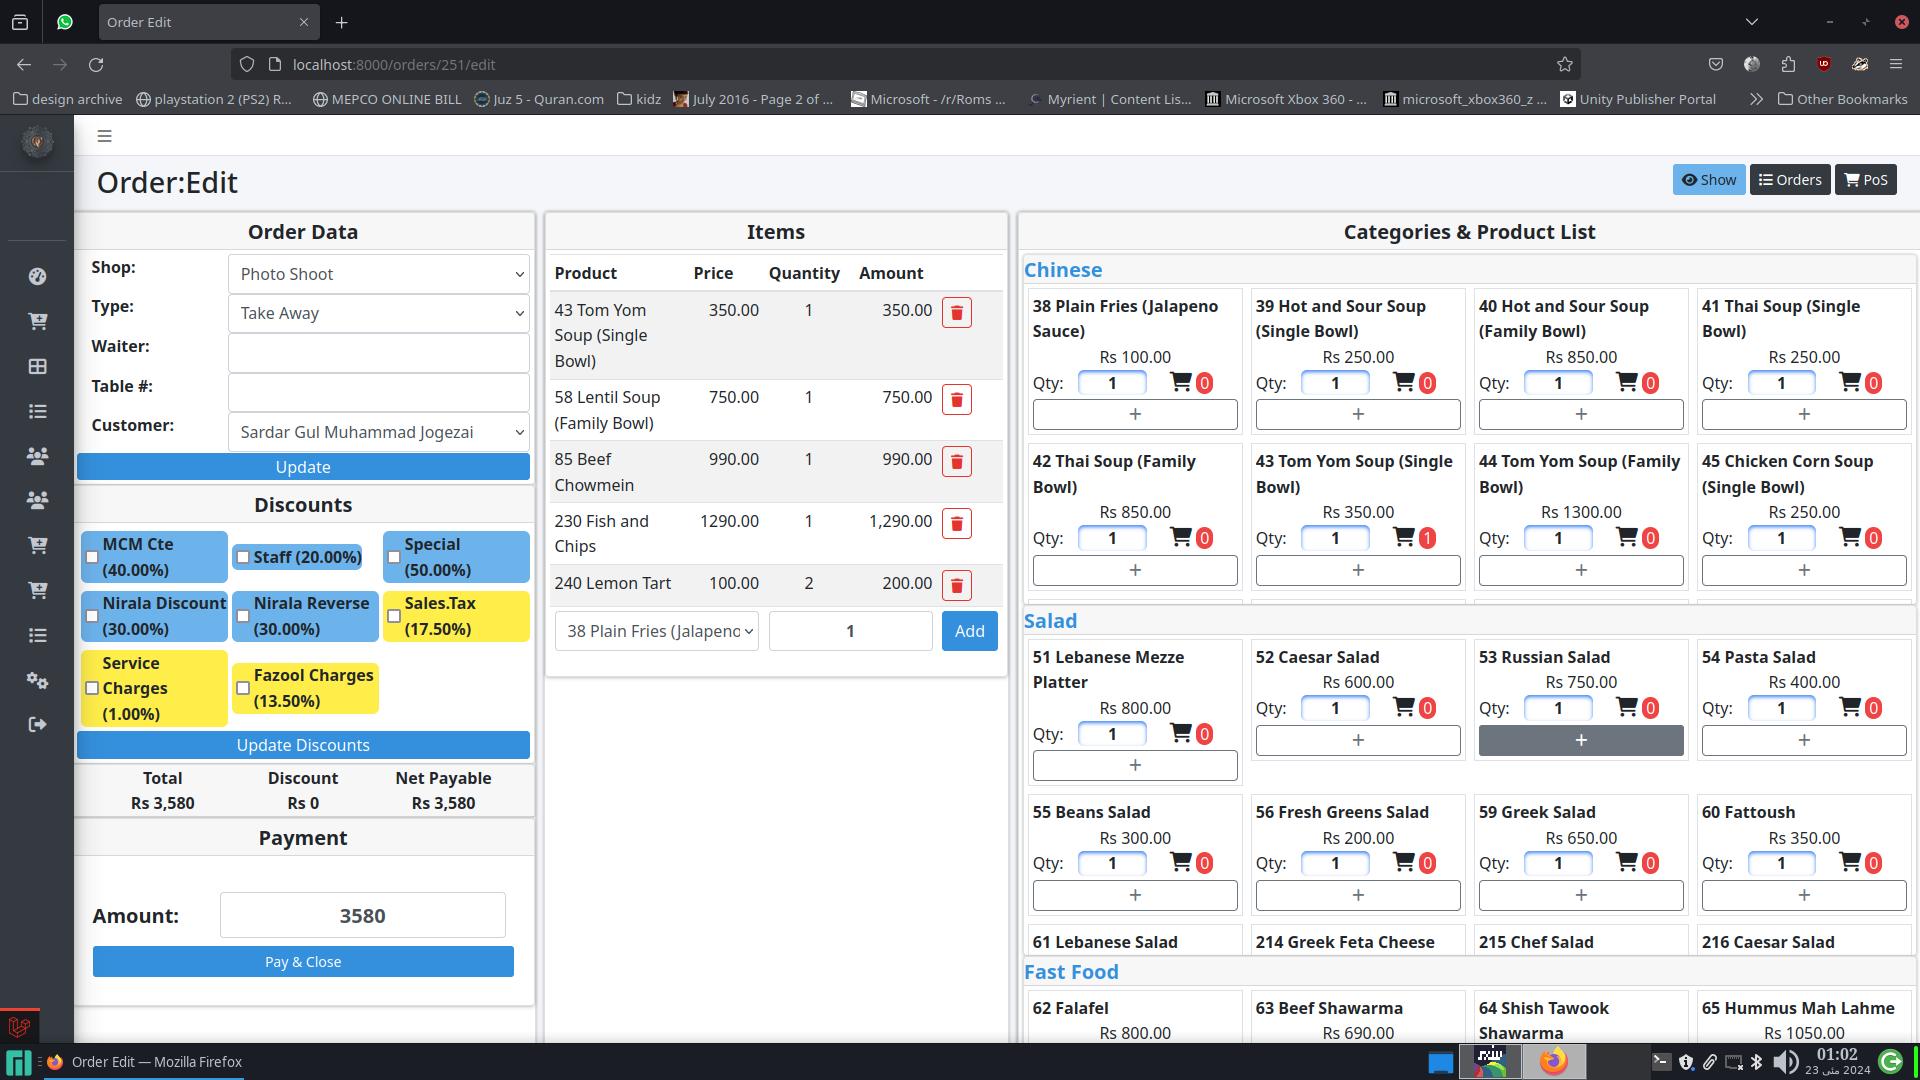 Order Edit
localhost:8000/orders/251/edit
design archive
playstation 2 (PS2) R...
MEPCO ONLINE BILL
Juz 5 - Quran.com
kidz
July 2016 - Page 2 of ...
Microsoft - /r/Roms ...
Myrient | Content Lis...
Microsoft Xbox 360 - ...
microsoft_xbox360_z ...
Unity Publisher Portal
Other Bookmarks
Order:Edit
Show
Orders
PoS
Order Data
Shop:
Photo Shoot
Type:
Take Away
Waiter:
Table #:
Customer:
Sardar Gul Muhammad Jogezai
Update
Discounts
MCM Cte
(40.00%)
Staff (20.00%)
Special
(50.00%)
Nirala Discount
(30.00%)
Nirala Reverse
(30.00%)
Sales.Tax
(17.50%)
Service
Charges
(1.00%)
Fazool Charges
(13.50%)
Update Discounts
Total Discount Net Payable
Rs 3,580 Rs 0 Rs 3,580
Payment
Amount: 3580
Pay & Close
Items
Product Price Quantity Amount
43 Tom Yom 350.00 1 350.00
Soup (Single
Bowl)
58 Lentil Soup 750.00 1 750.00
(Family Bowl)
85 Beef 990.00 1 990.00
Chowmein
230 Fish and 1290.00 1 1,290.00
Chips
240 Lemon Tart 100.00 2 200.00
38 Plain Fries (Jalapeno 1 Add
Categories & Product List
Chinese
38 Plain Fries (Jalapeno
Sauce)
Rs 100.00
Qty: 1 0
+
39 Hot and Sour Soup
(Single Bowl)
Rs 250.00
Qty: 1 0
+
40 Hot and Sour Soup
(Family Bowl)
Rs 850.00
Qty: 1 0
+
41 Thai Soup (Single
Bowl)
Rs 250.00
Qty: 1 0
+
42 Thai Soup (Family
Bowl)
Rs 850.00
Qty: 1 0
+
43 Tom Yom Soup (Single
Bowl)
Rs 350.00
Qty: 1 1
+
44 Tom Yom Soup (Family
Bowl)
Rs 1300.00
Qty: 1 0
+
45 Chicken Corn Soup
(Single Bowl)
Rs 250.00
Qty: 1 0
+
Salad
51 Lebanese Mezze
Platter
Rs 800.00
Qty: 1 0
+
52 Caesar Salad
Rs 600.00
Qty: 1 0
+
53 Russian Salad
Rs 750.00
Qty: 1 0
+
54 Pasta Salad
Rs 400.00
Qty: 1 0
+
55 Beans Salad
Rs 300.00
Qty: 1 0
+
56 Fresh Greens Salad
Rs 200.00
Qty: 1 0
+
59 Greek Salad
Rs 650.00
Qty: 1 0
+
60 Fattoush
Rs 350.00
Qty: 1 0
+
61 Lebanese Salad
214 Greek Feta Cheese
215 Chef Salad
216 Caesar Salad
Fast Food
62 Falafel
Rs 800.00
63 Beef Shawarma
Rs 690.00
64 Shish Tawook
Shawarma
65 Hummus Mah Lahme
Rs 1050.00
Order Edit — Mozilla Firefox
01:02
23 مئی 2024